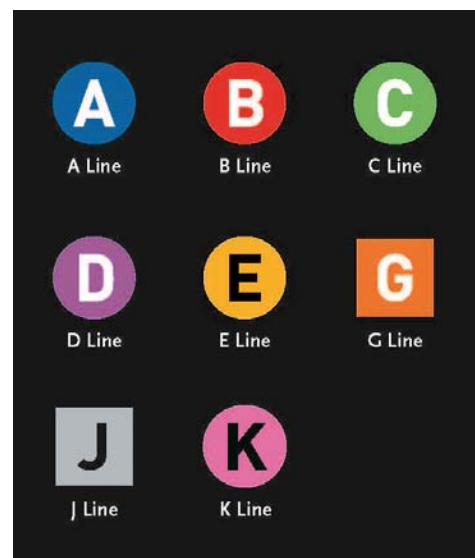 A B C
A Line B Line C Line
D E G
D Line E Line G Line
J K
J Line K Line